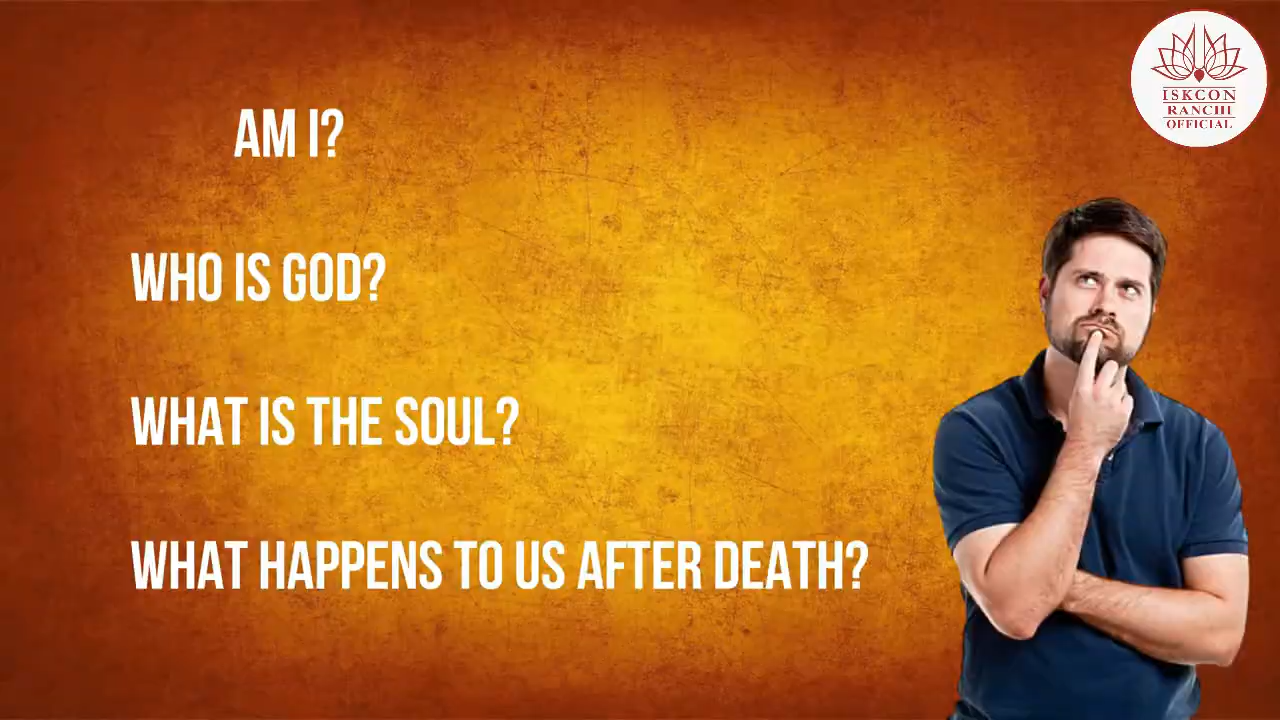 ISKCON
RANCHI
OFFICIAL
AM I?
WHO IS GOD?
WHAT IS THE SOUL?
WHAT HAPPENS TO US AFTER DEATH?